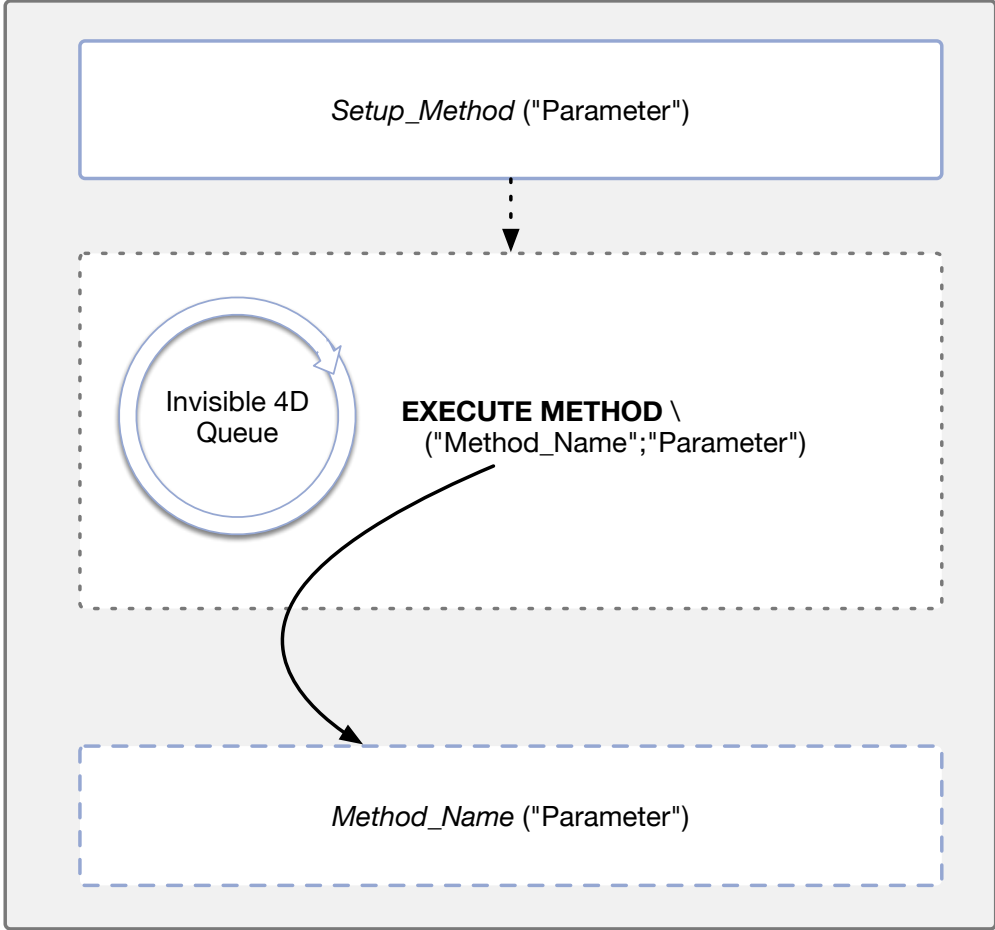 Setup_Method ("Parameter")
Invisible 4D
Queue
EXECUTE METHOD \
("Method_Name";"Parameter")
Method_Name ("Parameter")